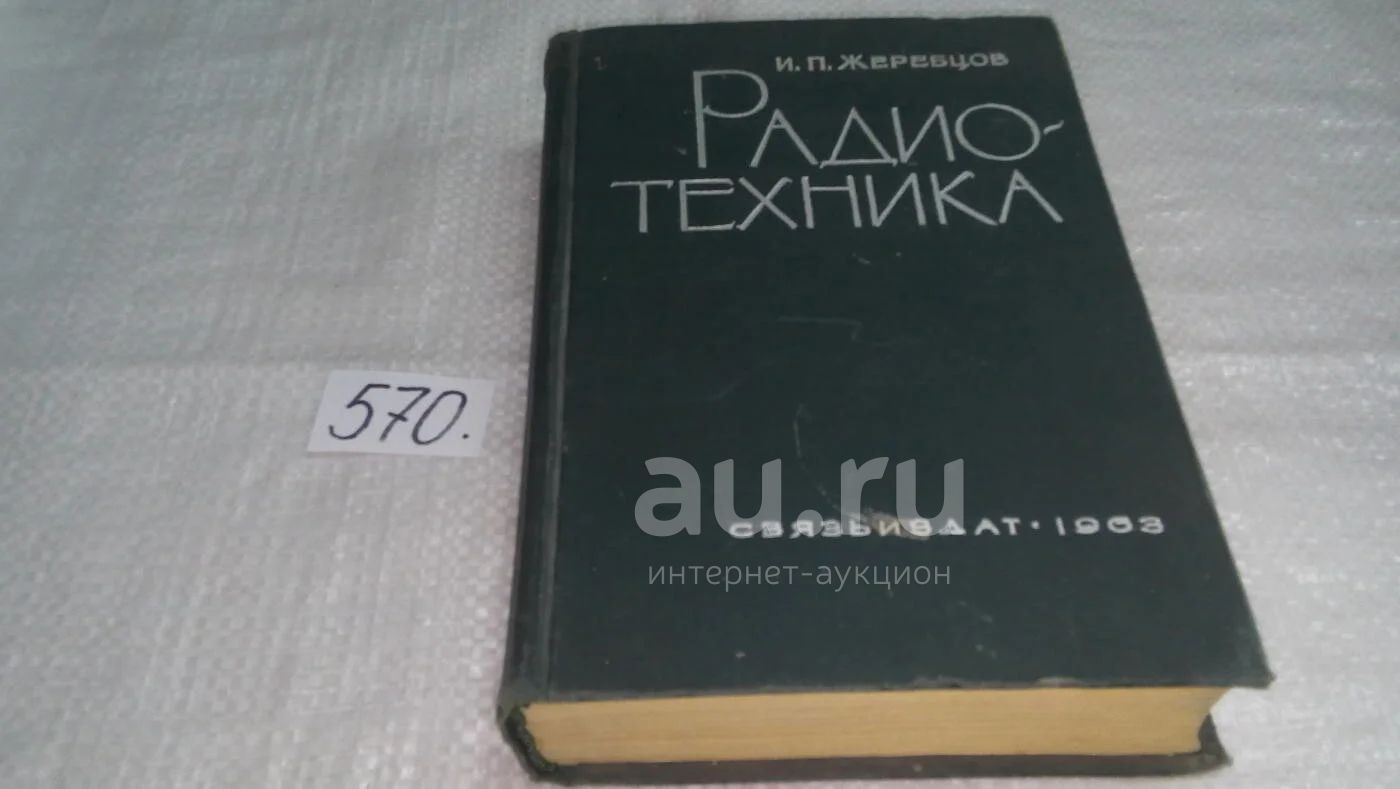 И. П. ЖЕРЕБЦОВ
РАДИО-
ТЕХНИКА
570.
au.ru
СВЯЗЬИЗДАТ · 1963
интернет-аукцион